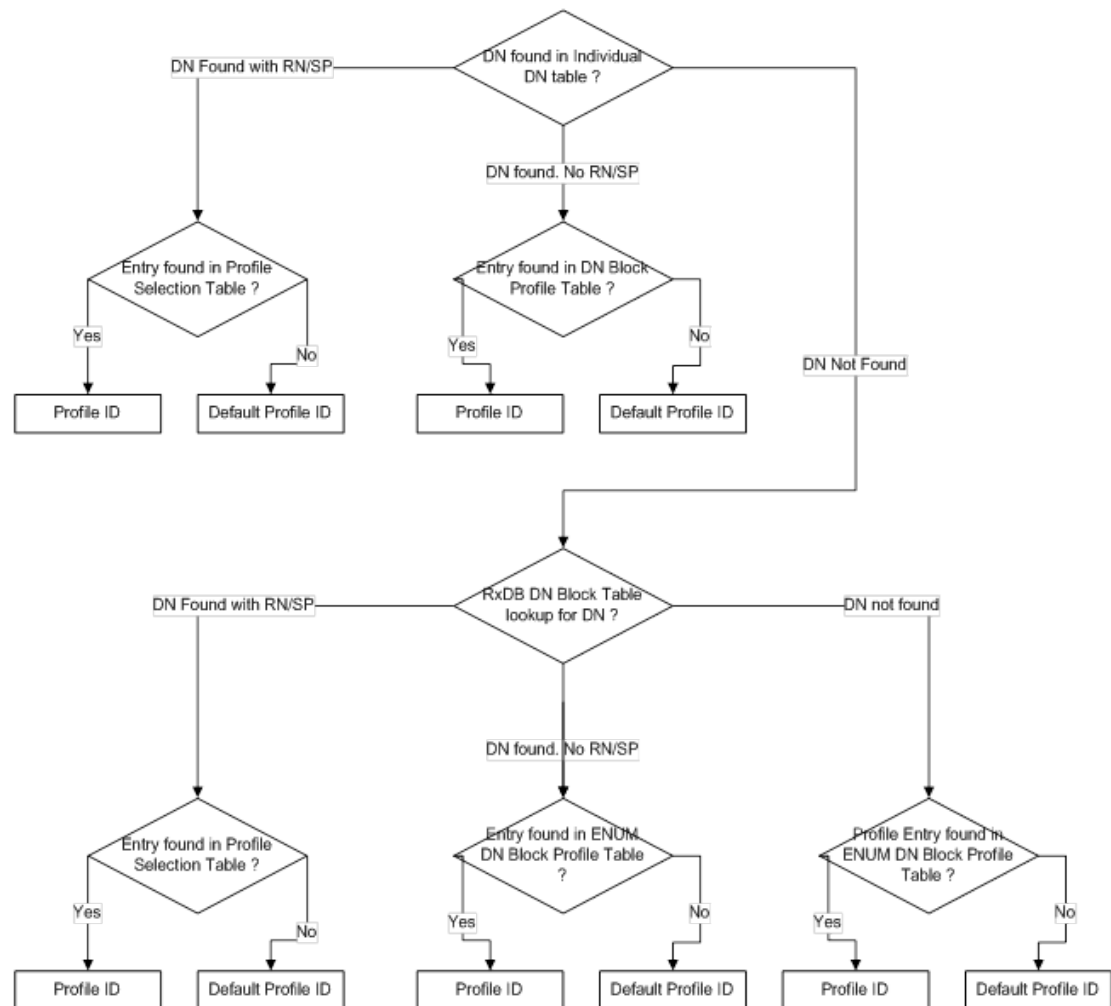 DN found in Individual
DN table ?
DN Found with RN/SP
DN found. No RN/SP
Entry found in Profile
Selection Table ?
Entry found in DN Block
Profile Table ?
Yes
No
Yes
No
DN Not Found
Profile ID
Default Profile ID
Profile ID
Default Profile ID
RxDB DN Block Table
lookup for DN ?
DN Found with RN/SP
DN not found
DN found. No RN/SP
Entry found in Profile
Selection Table ?
Entry found in ENUM
DN Block Profile Table
?
Profile Entry found in
ENUM DN Block Profile
Table ?
Yes
No
Yes
No
Yes
No
Profile ID
Default Profile ID
Profile ID
Default Profile ID
Profile ID
Default Profile ID